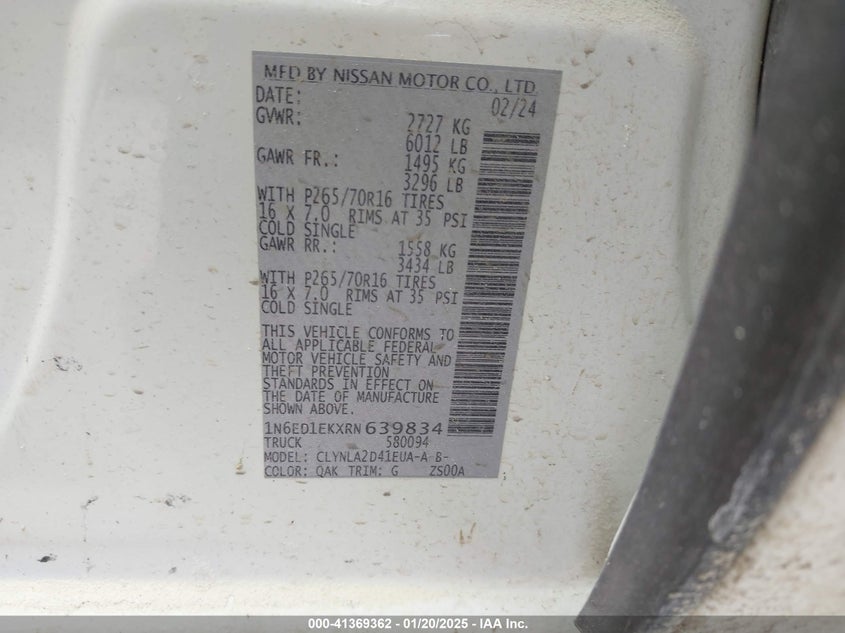 MFD BY NISSAN MOTOR CO., LTD
DATE: 02/24
GVWR: 2727 KG
6012 LB
GAWR FR.: 1495 KG
3296 LB
WITH P265/70R16 TIRES
16 X 7.0 RIMS AT 35 PSI
COLD SINGLE
GAWR RR.: 1558 KG
3434 LB
WITH P265/70R16 TIRES
16 X 7.0 RIMS AT 35 PSI
COLD SINGLE
THIS VEHICLE CONFORMS TO
ALL APPLICABLE FEDERAL
MOTOR VEHICLE SAFETY AND
THEFT PREVENTION
STANDARDS IN EFFECT ON
THE DATE OF MANUFACTURE
SHOWN ABOVE.
1N6ED1EKXRN639834
TRUCK 580094
MODEL: CLYNLA2D41EUA-A B-
COLOR: QAK TRIM: G ZS00A
000-41369362 - 01/20/2025 - IAA Inc.